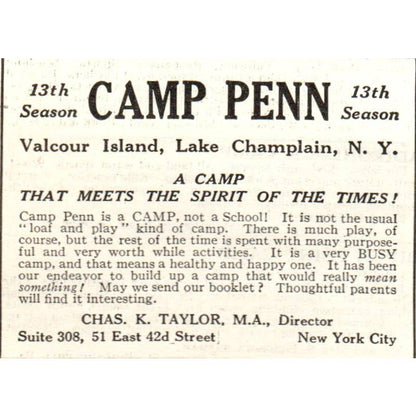 13th Season CAMP PENN 13th Season
Valcour Island, Lake Champlain, N. Y.
A CAMP
THAT MEETS THE SPIRIT OF THE TIMES!
Camp Penn is a CAMP, not a School! It is not the usual
"loaf and play" kind of camp. There is much play, of
course, but the rest of the time is spent with many purpose-
ful and very worth while activities. It is a very BUSY
camp, and that means a healthy and happy one. It has been
our endeavor to build up a camp that would really mean
something! May we send our booklet? Thoughtful parents
will find it interesting.
CHAS. K. TAYLOR, M.A., Director
Suite 308, 51 East 42d Street New York City